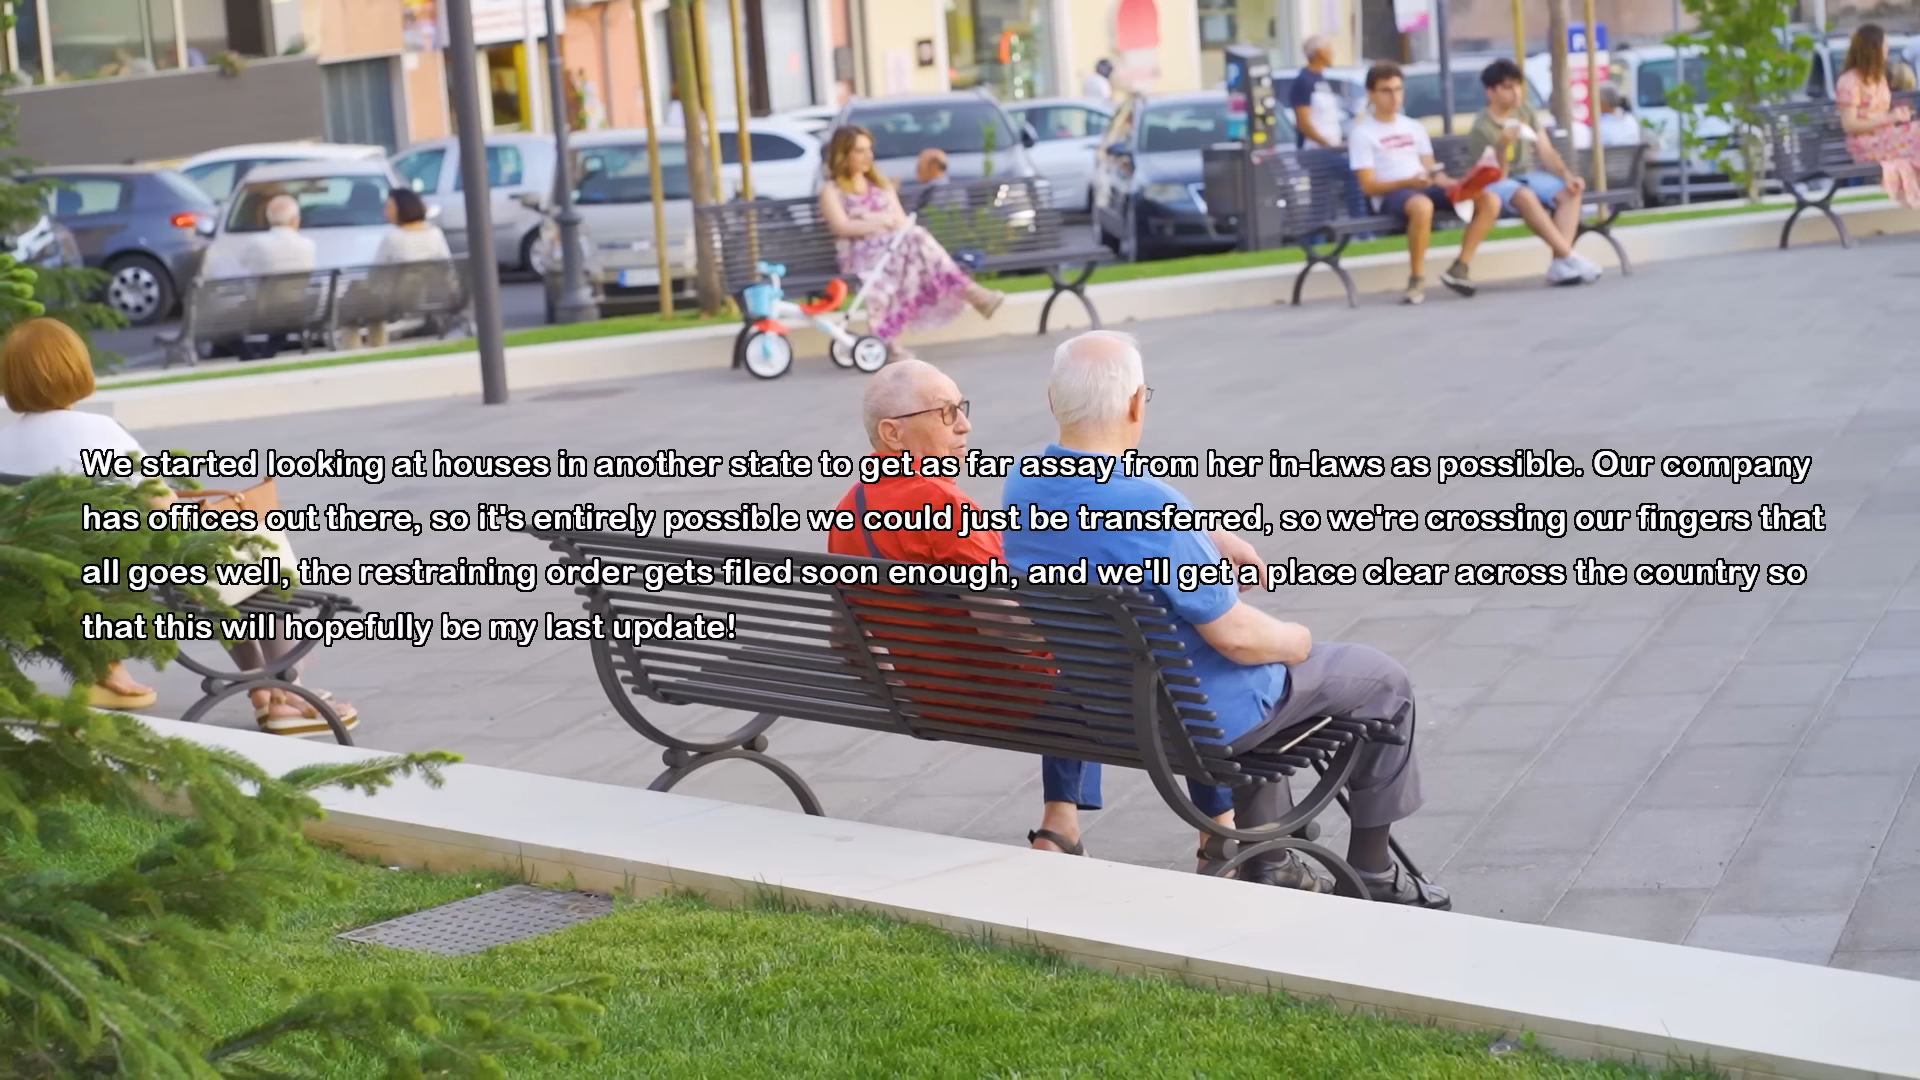 We started looking at houses in another state to get as far assay from her in-laws as possible. Our company
has offices out there, so it's entirely possible we could just be transferred, so we're crossing our fingers that
all goes well, the restraining order gets filed soon enough, and we'll get a place clear across the country so
that this will hopefully be my last update!